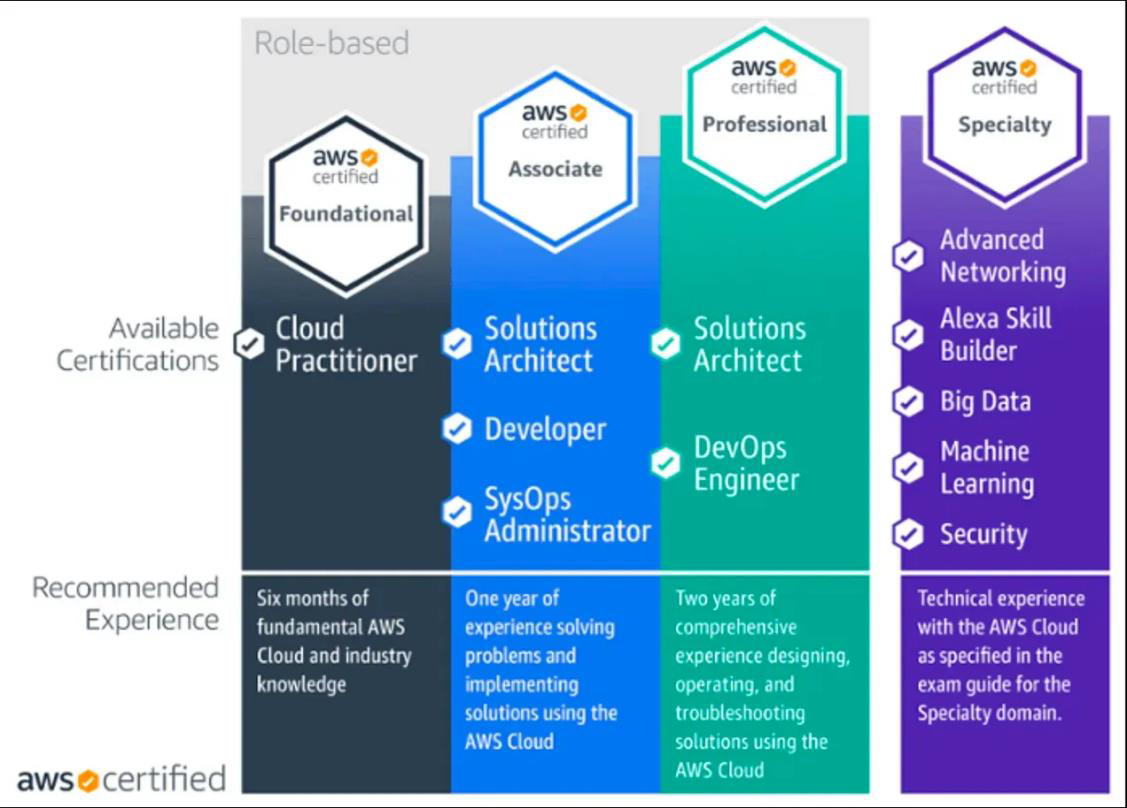 Role-based
aws
certified
Foundational
aws
certified
Associate
aws
certified
Professional
aws
certified
Specialty
Available
Certifications
Cloud
Practitioner
Solutions
Architect
Developer
SysOps
Administrator
Solutions
Architect
DevOps
Engineer
Advanced
Networking
Alexa Skill
Builder
Big Data
Machine
Learning
Security
Recommended
Experience
Six months of
fundamental AWS
Cloud and industry
knowledge
One year of
experience solving
problems and
implementing
solutions using the
AWS Cloud
Two years of
comprehensive
experience designing,
operating, and
troubleshooting
solutions using the
AWS Cloud
Technical experience
with the AWS Cloud
as specified in the
exam guide for the
Specialty domain.
aws certified